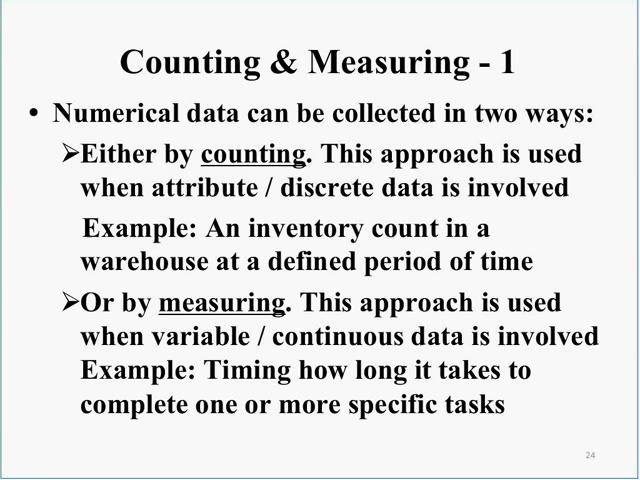 Counting & Measuring - 1
• Numerical data can be collected in two ways:
➢Either by counting. This approach is used
when attribute / discrete data is involved
Example: An inventory count in a
warehouse at a defined period of time
➢Or by measuring. This approach is used
when variable / continuous data is involved
Example: Timing how long it takes to
complete one or more specific tasks
24